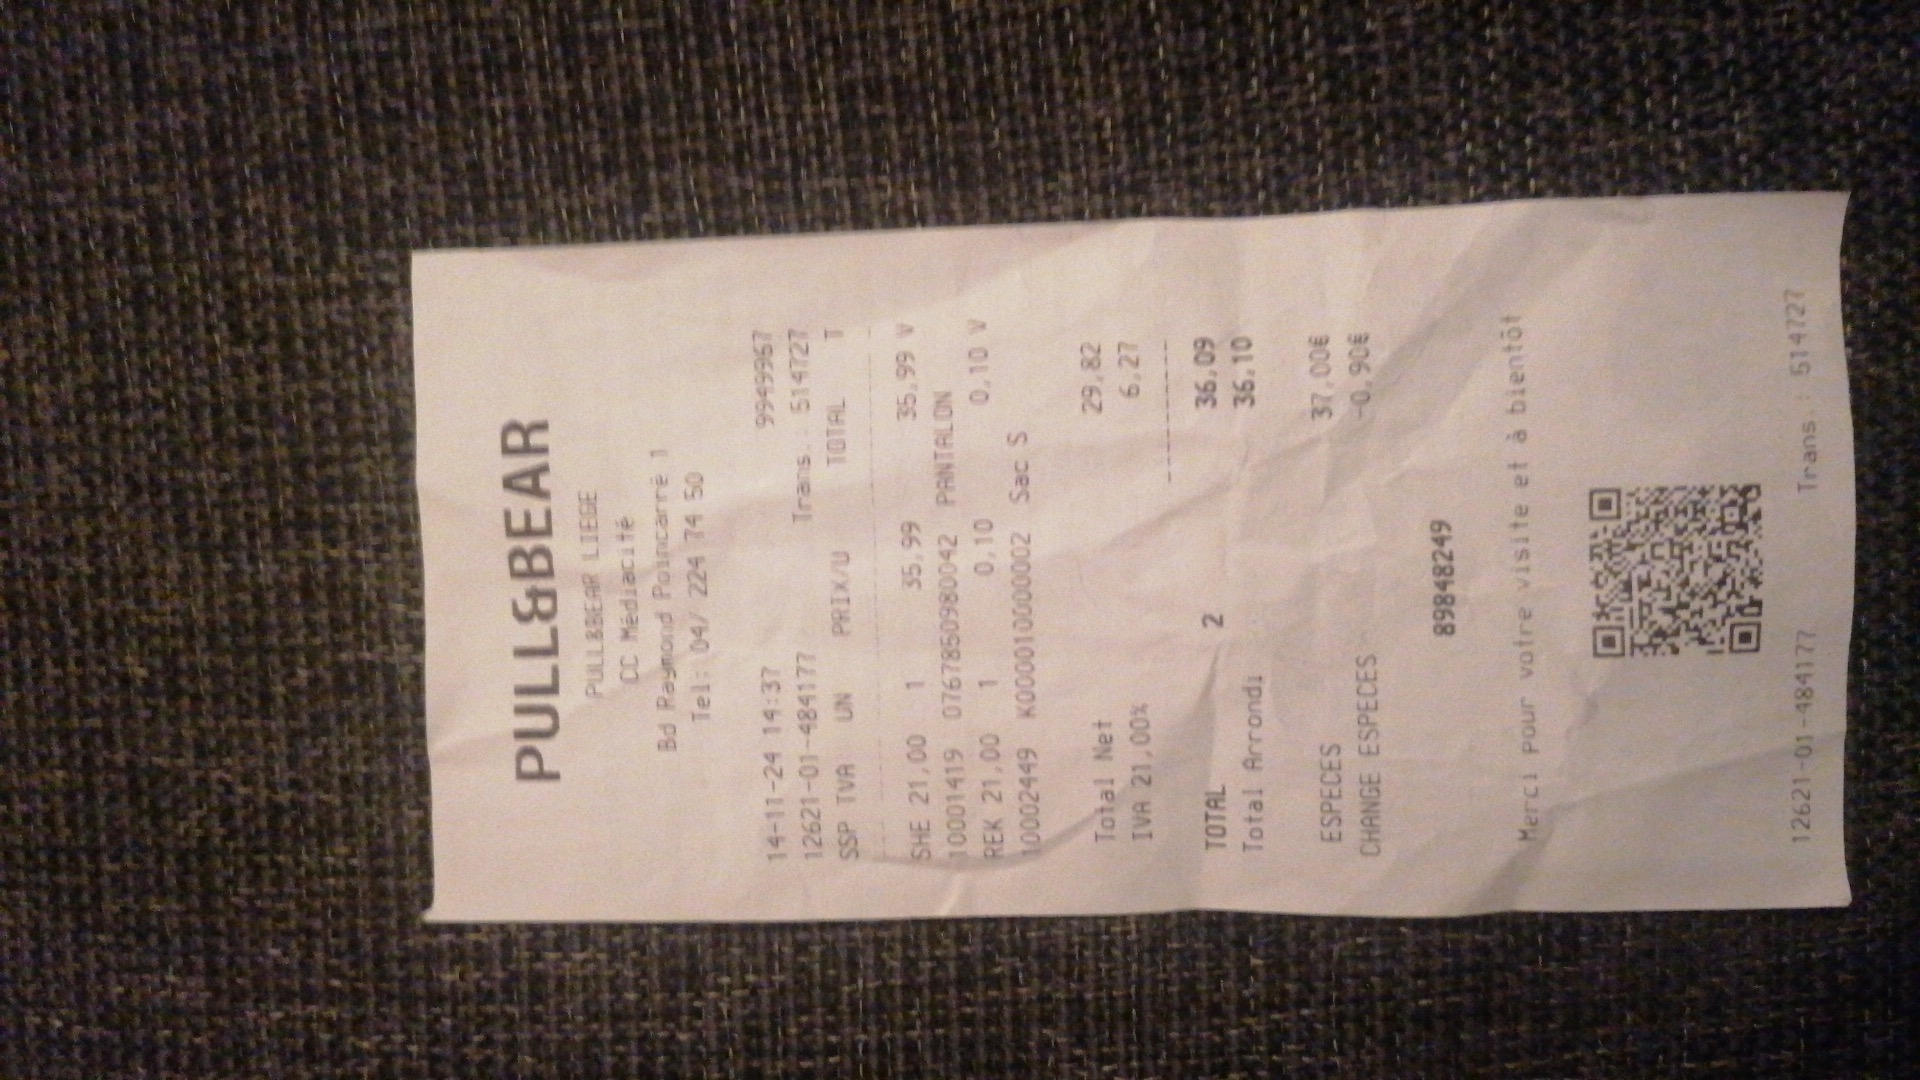 PULL&BEAR
PULL&BEAR LIEGE
CC Médiacité
Bd Raymond Poincarré 1
Tel: 04/ 224 74 50
14-11-24 14:37 99499967
12621-01-484177 Trans.: 514727
SSP TVA UN PRIX/U TOTAL T
SHE 21,00 1 35,99 35,99 V
10001419 0767850980042 PANTALON
REK 21,00 1 0,10 0,10 V
10002449 K0000100000002 Sac S
Total Net 29,82
IVA 21,00% 6,27
TOTAL 2 36,09
Total Arrondi 36,10
ESPECES 37,00€
CHANGE ESPECES -0,90€
89848249
Merci pour votre visite et à bientôt
12621-01-484177 Trans.: 514727